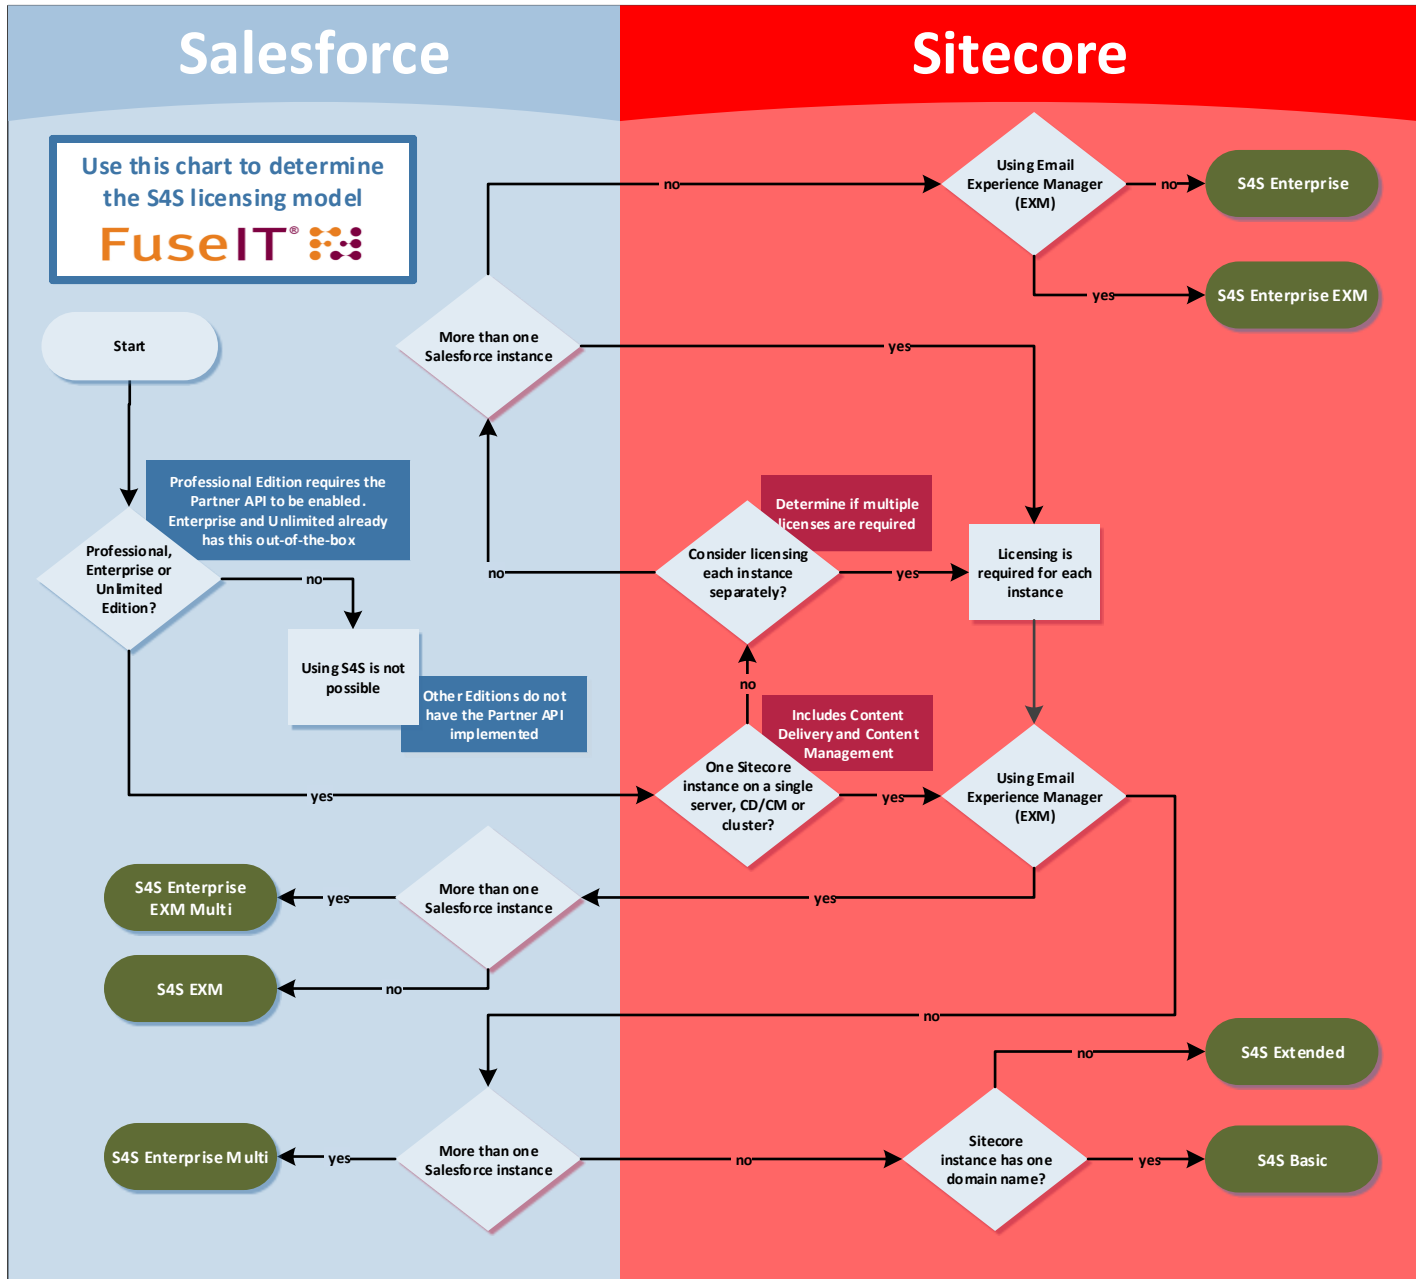 Salesforce
Sitecore
Use this chart to determine
the S4S licensing model
FuseIT®
Using Email
Experience Manager
(EXM)
no
no
S4S Enterprise
yes
S4S Enterprise EXM
Start
More than one
Salesforce instance
yes
Professional Edition requires the
Partner API to be enabled.
Enterprise and Unlimited already
has this out-of-the-box
Professional,
Enterprise or
Unlimited
Edition?
no
Using S4S is not
possible
Other Editions do not
have the Partner API
implemented
Determine if multiple
licenses are required
Consider licensing
each instance
separately?
no
yes
Licensing is
required for each
instance
no
Includes Content
Delivery and Content
Management
One Sitecore
instance on a single
server, CD/CM or
cluster?
yes
yes
Using Email
Experience Manager
(EXM)
S4S Enterprise
EXM Multi
yes
More than one
Salesforce instance
yes
S4S EXM
no
no
no
S4S Extended
S4S Enterprise Multi
yes
More than one
Salesforce instance
no
Sitecore
instance has one
domain name?
yes
S4S Basic